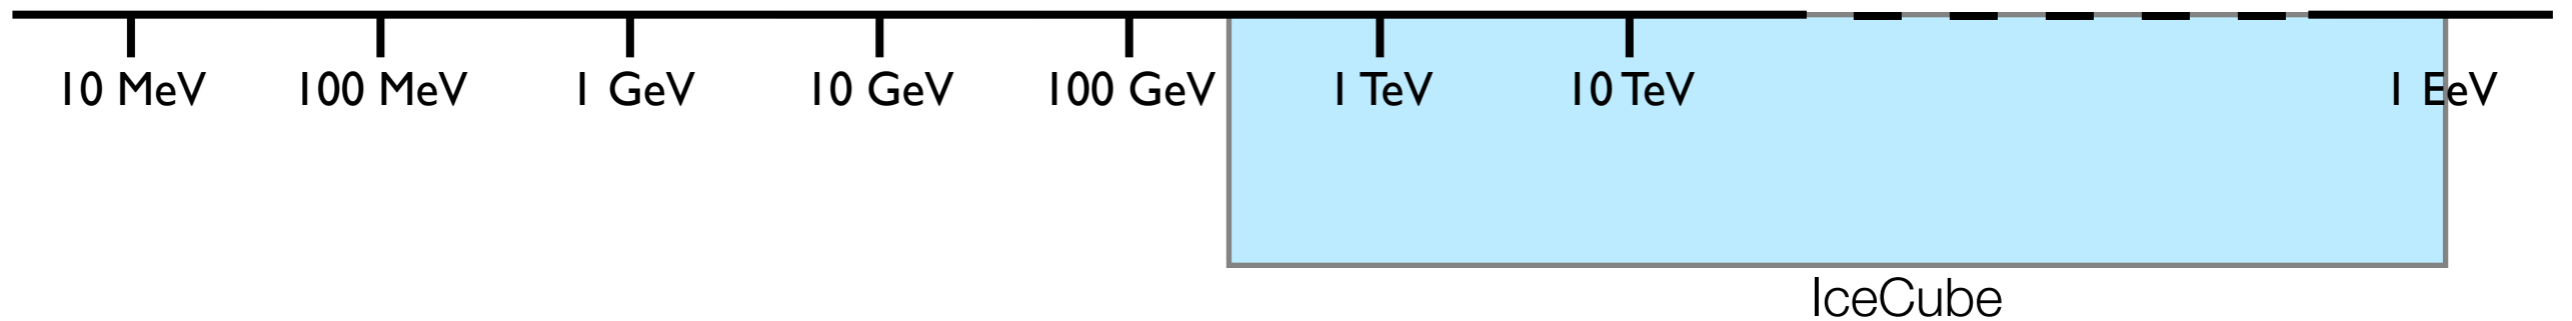 10 MeV 100 MeV 1 GeV 10 GeV 100 GeV 1 TeV 10 TeV 1 EeV
IceCube